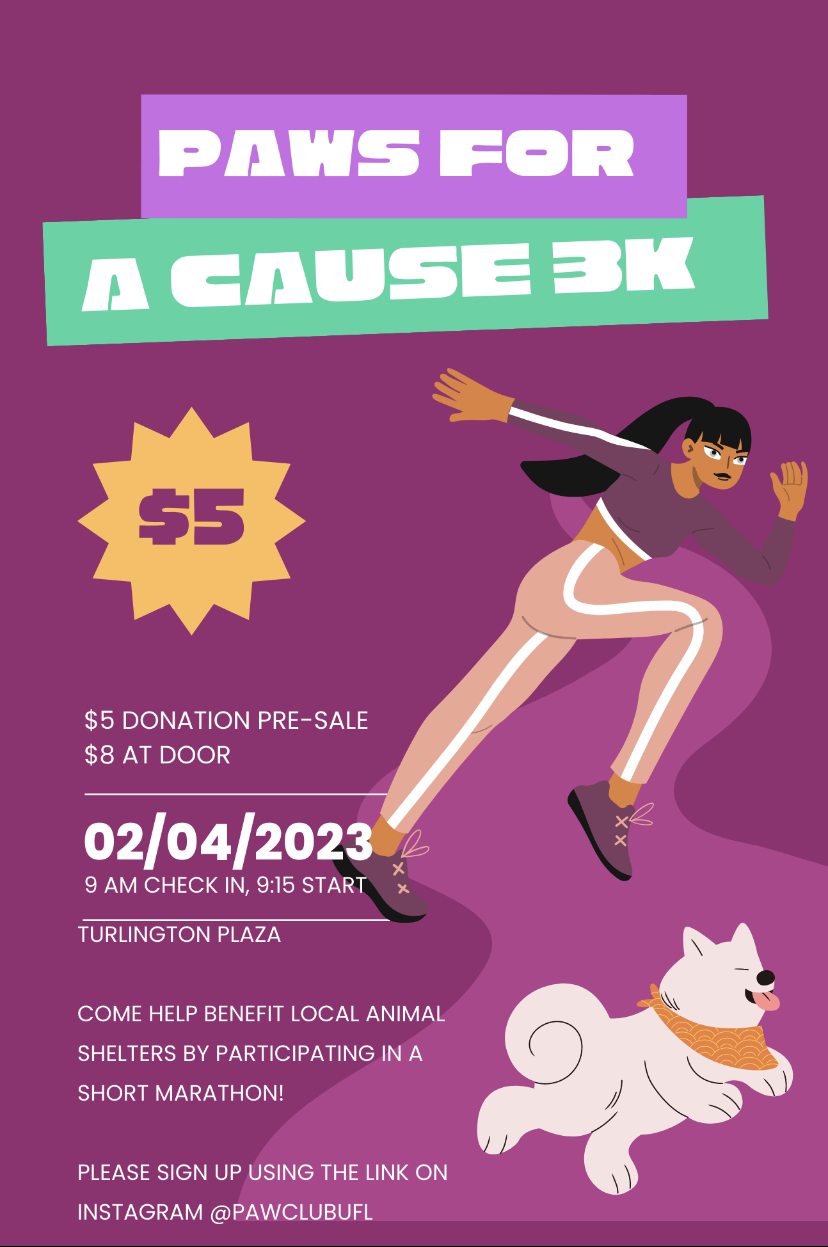 PAWS FOR
A CAUSE 3K
$5
$5 DONATION PRE-SALE
$8 AT DOOR
02/04/2023
9 AM CHECK IN, 9:15 START
TURLINGTON PLAZA
COME HELP BENEFIT LOCAL ANIMAL
SHELTERS BY PARTICIPATING IN A
SHORT MARATHON!
PLEASE SIGN UP USING THE LINK ON
INSTAGRAM @PAWCLUBUFL